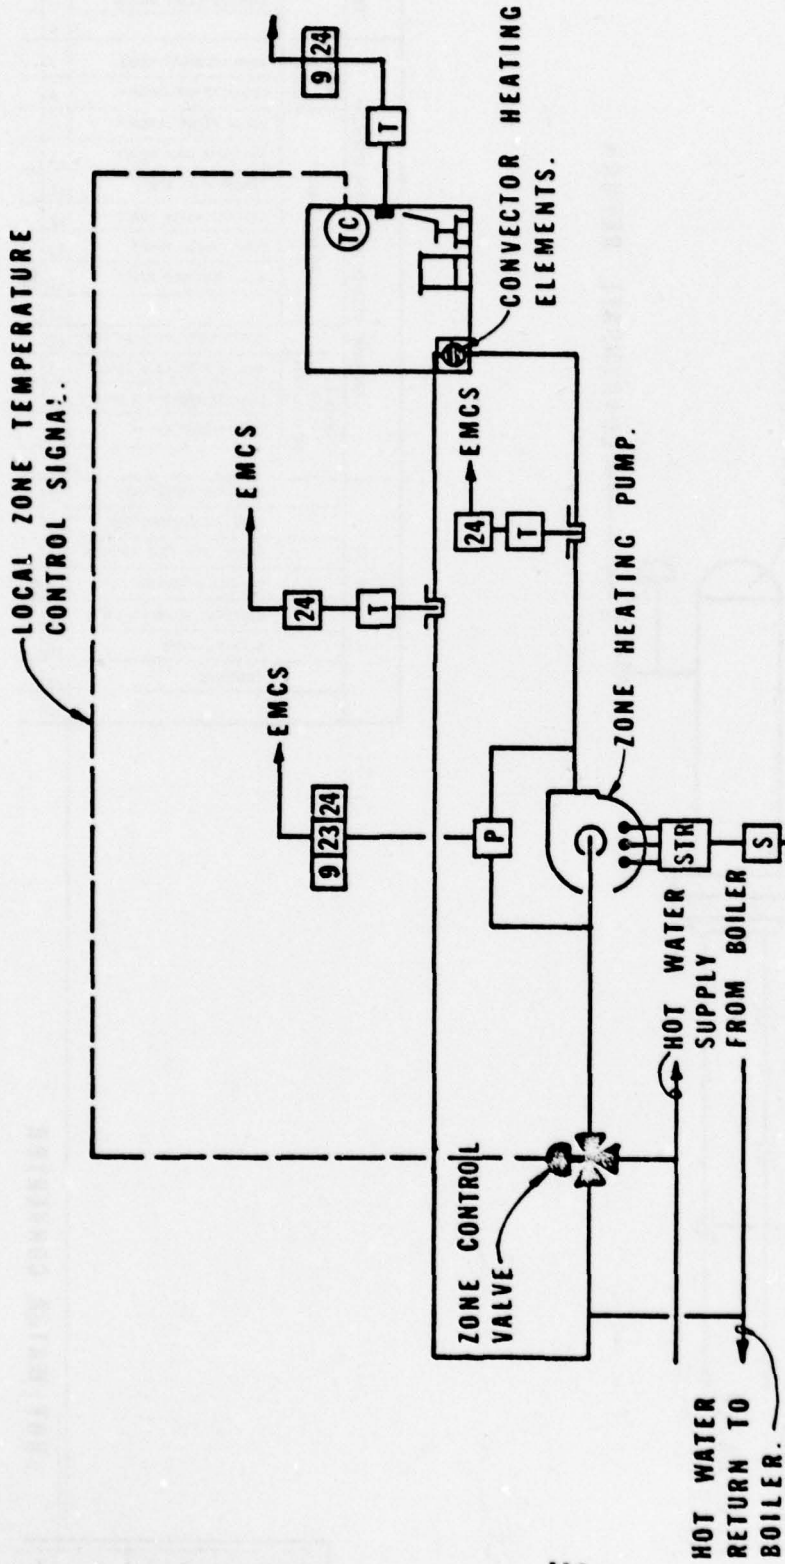 LOCAL ZONE TEMPERATURE
CONTROL SIGNAL.
9 24
T
TC
EMCS
24
T
EMCS
24
T
EMCS
9 23 24
P
CONVECTOR HEATING
ELEMENTS.
ZONE HEATING PUMP.
STR
S
ZONE CONTROL
VALVE
HOT WATER
SUPPLY
FROM BOILER
HOT WATER
RETURN TO
BOILER.